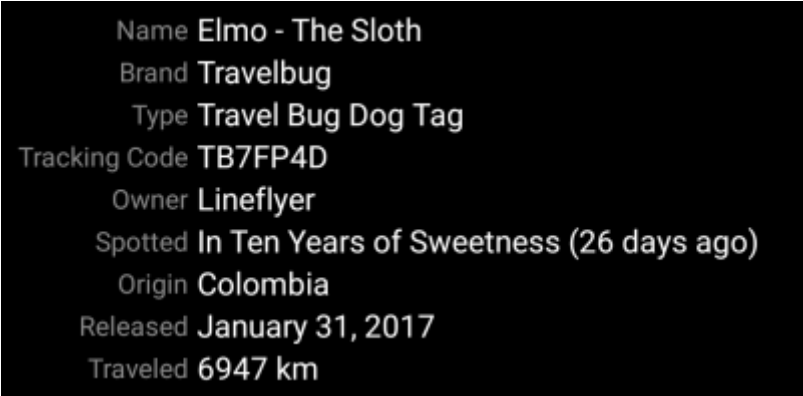 Name Elmo - The Sloth
Brand Travelbug
Type Travel Bug Dog Tag
Tracking Code TB7FP4D
Owner Lineflyer
Spotted In Ten Years of Sweetness (26 days ago)
Origin Colombia
Released January 31, 2017
Traveled 6947 km